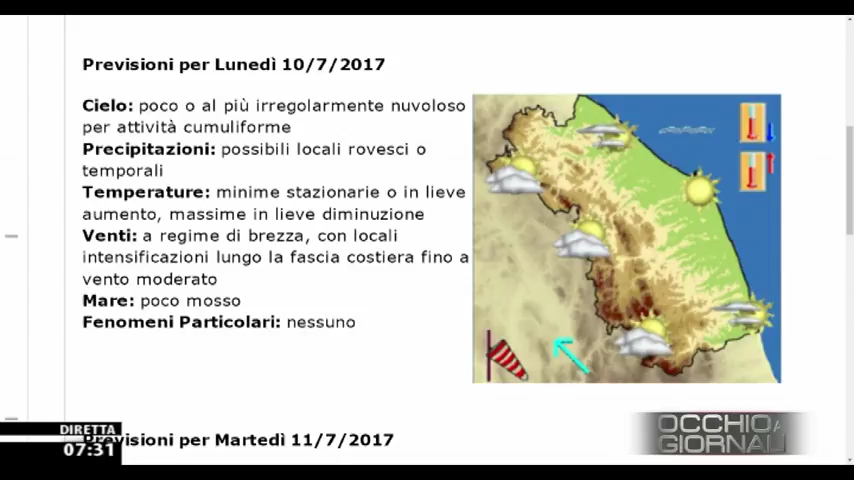 Previsioni per Lunedì 10/7/2017
Cielo: poco o al più irregolarmente nuvoloso
per attività cumuliforme
Precipitazioni: possibili locali rovesci o
temporali
Temperature: minime stazionarie o in lieve
aumento, massime in lieve diminuzione
Venti: a regime di brezza, con locali
intensificazioni lungo la fascia costiera fino a
vento moderato
Mare: poco mosso
Fenomeni Particolari: nessuno
Previsioni per Martedì 11/7/2017
DIRETTA
07:31
OCCHIO AI
GIORNALI